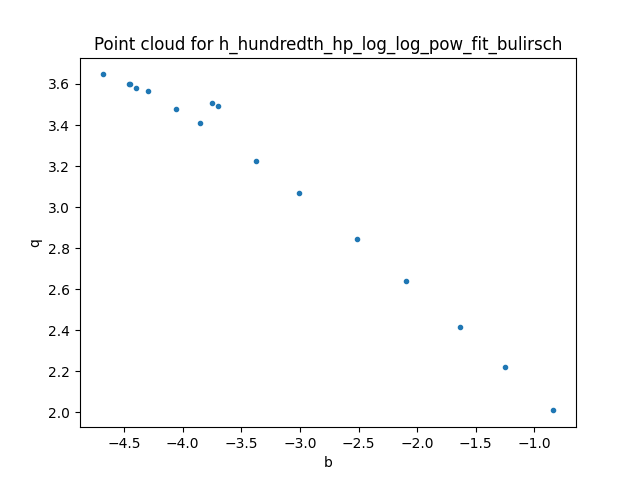 Point cloud for h_hundredth_hp_log_log_pow_fit_bulirsch
3.6
3.4
3.2
3.0
2.8
2.6
2.4
2.2
2.0
q
−4.5 −4.0 −3.5 −3.0 −2.5 −2.0 −1.5 −1.0
b